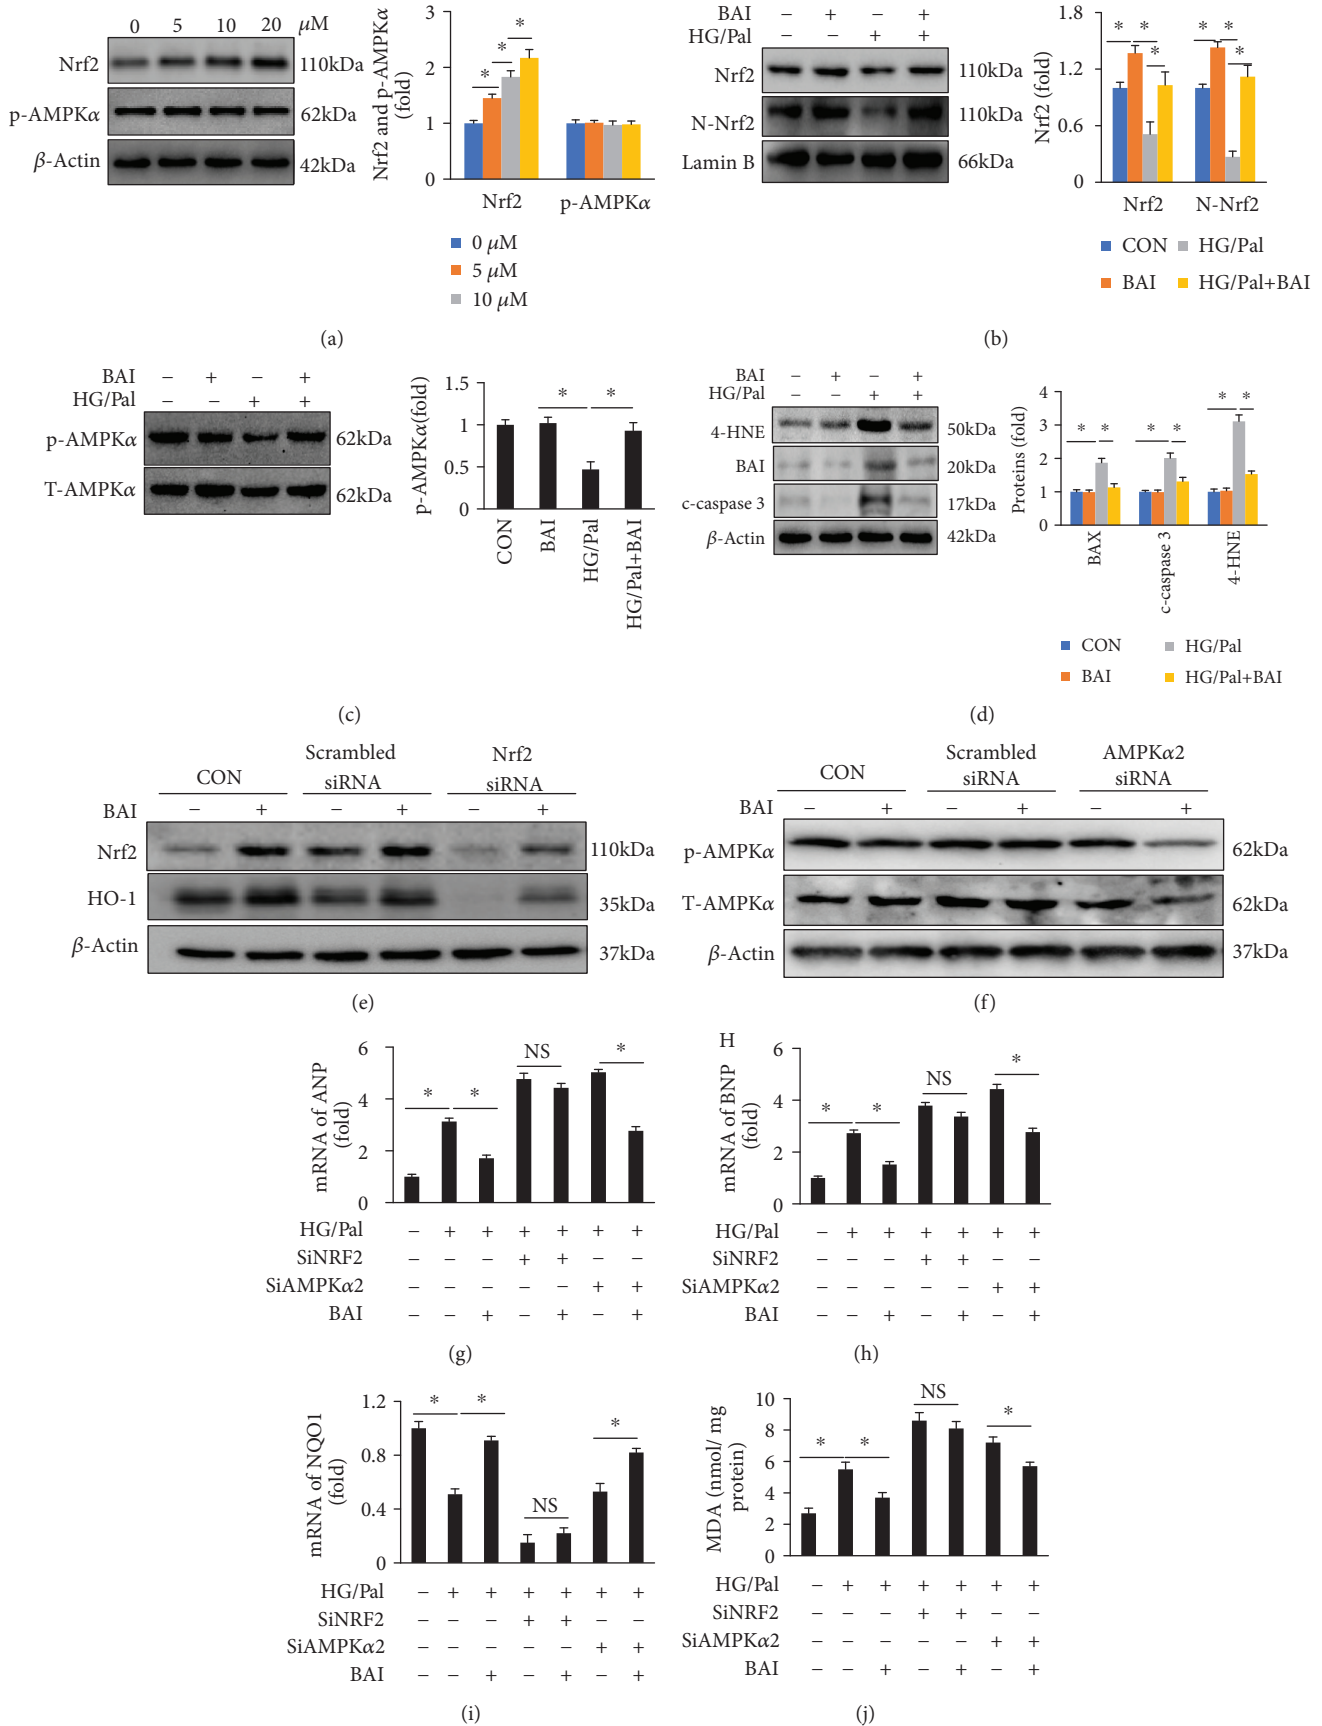 0 5 10 20 μM
Nrf2 110kDa
p-AMPKα 62kDa
β-Actin 42kDa
Nrf2 and p-AMPKα
(fold)
3
2
1
0
* * *
Nrf2 p-AMPKα
0 μM
5 μM
10 μM
(a)
BAI − + − +
HG/Pal − − + +
Nrf2 110kDa
N-Nrf2 110kDa
Lamin B 66kDa
Nrf2 (fold)
1.8
1.2
0.6
0
* * * * * *
Nrf2 N-Nrf2
CON HG/Pal
BAI HG/Pal+BAI
(b)
BAI − + − +
HG/Pal − − + +
p-AMPKα 62kDa
T-AMPKα 62kDa
p-AMPKα(fold)
1.5
1
0.5
0
* *
CON BAI HG/Pal HG/Pal+BAI
(c)
BAI − + − +
HG/Pal − − + +
4-HNE 50kDa
BAI 20kDa
c-caspase 3 17kDa
β-Actin 42kDa
Proteins (fold)
4
3
2
1
0
* * * * * *
BAX c-caspase 3 4-HNE
CON HG/Pal
BAI HG/Pal+BAI
(d)
Scrambled Nrf2
CON siRNA siRNA
BAI − + − + − +
Nrf2 110kDa
HO-1 35kDa
β-Actin 37kDa
(e)
Scrambled AMPKα2
CON siRNA siRNA
BAI − + − + − +
p-AMPKα 62kDa
T-AMPKα 62kDa
β-Actin 37kDa
(f)
mRNA of ANP
(fold)
6
4
2
0
* * NS *
HG/Pal − + + + + + +
SiNRF2 − − − + + − −
SiAMPKα2 − − − − − + +
BAI − − + − + − +
(g)
H
mRNA of BNP
(fold)
6
4
2
0
* * NS *
HG/Pal − + + + + + +
SiNRF2 − − − + + − −
SiAMPKα2 − − − − − + +
BAI − − + − + − +
(h)
mRNA of NQO1
(fold)
1.2
0.8
0.4
0
* * NS *
HG/Pal − + + + + + +
SiNRF2 − − − + + − −
SiAMPKα2 − − − − − + +
BAI − − + − + − +
(i)
MDA (nmol/ mg
protein)
10
8
6
4
2
0
* * NS *
HG/Pal − + + + + + +
SiNRF2 − − − + + − −
SiAMPKα2 − − − − − + +
BAI − − + − + − +
(j)